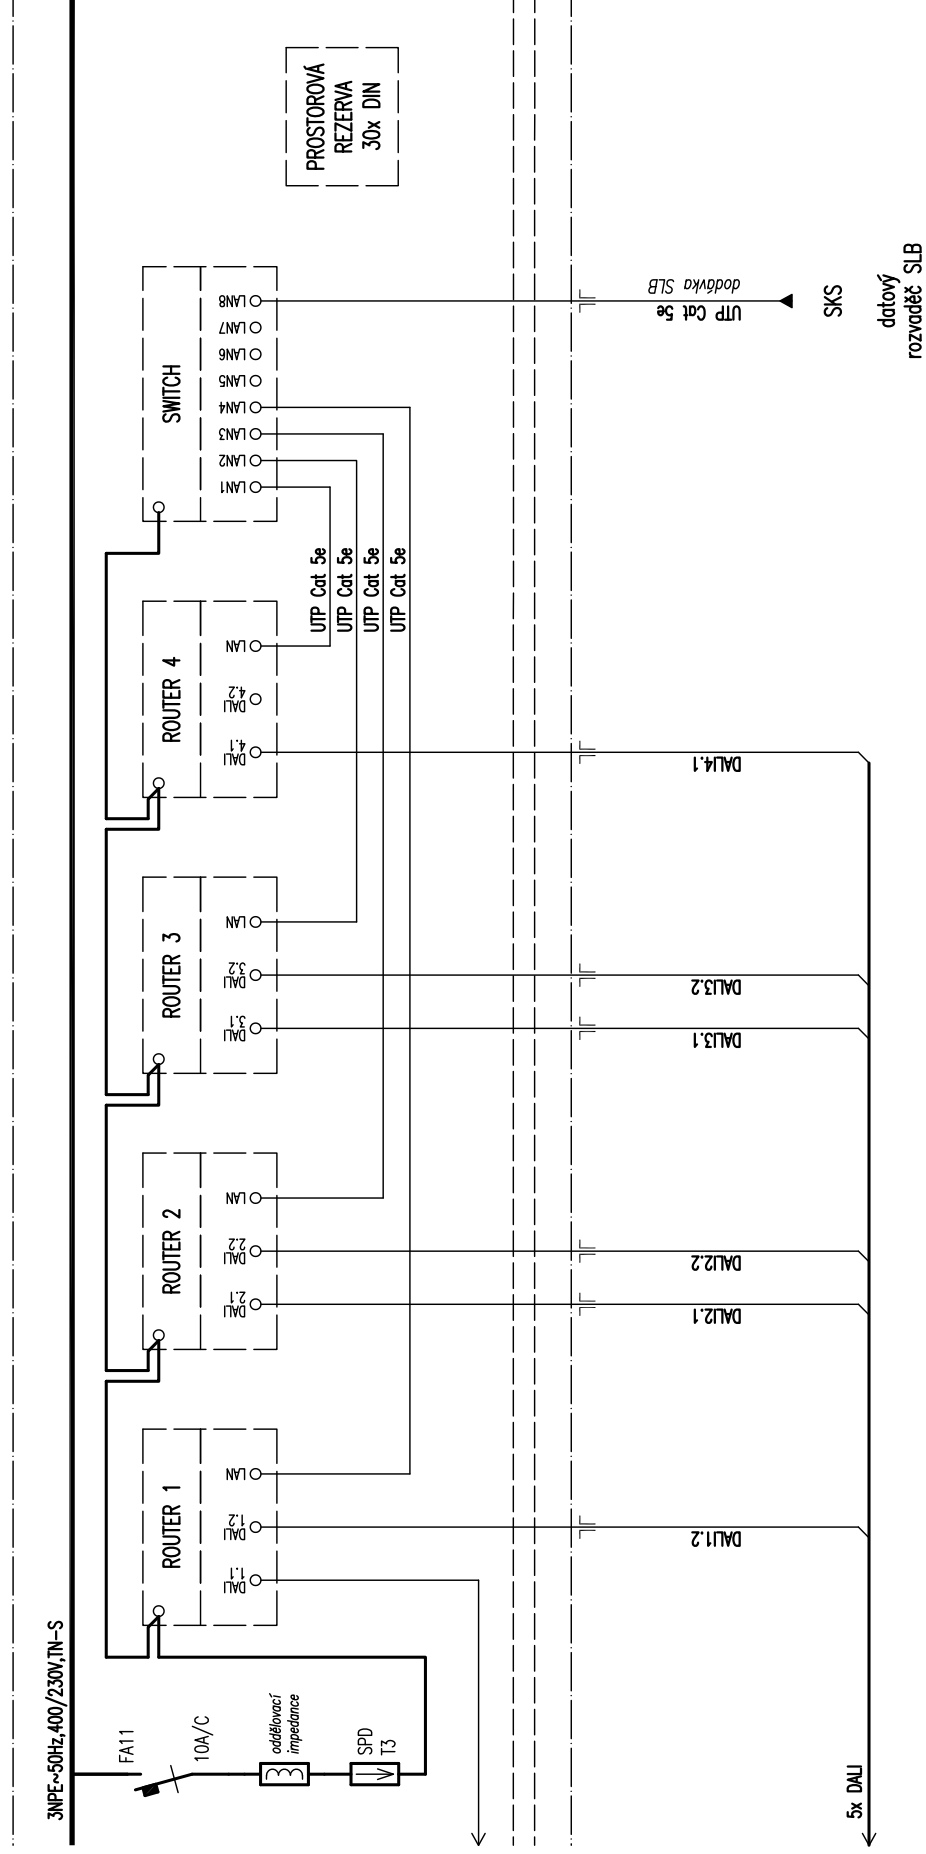 3NPE~50Hz,400/230V,TN-S
FA11
10A/C
oddělovací
impedance
SPD
T3
ROUTER 1
DALI
1.1
DALI
1.2
LAN
ROUTER 2
DALI
2.1
DALI
2.2
LAN
ROUTER 3
DALI
3.1
DALI
3.2
LAN
ROUTER 4
DALI
4.1
DALI
4.2
LAN
SWITCH
LAN1
LAN2
LAN3
LAN4
LAN5
LAN6
LAN7
LAN8
UTP Cat 5e
UTP Cat 5e
UTP Cat 5e
UTP Cat 5e
PROSTOROVÁ
REZERVA
30x DIN
5x DALI
DALI1.2
DALI2.1
DALI2.2
DALI3.1
DALI3.2
DALI4.1
UTP Cat 5e
dodávka SLB
SKS
datový
rozvaděč SLB